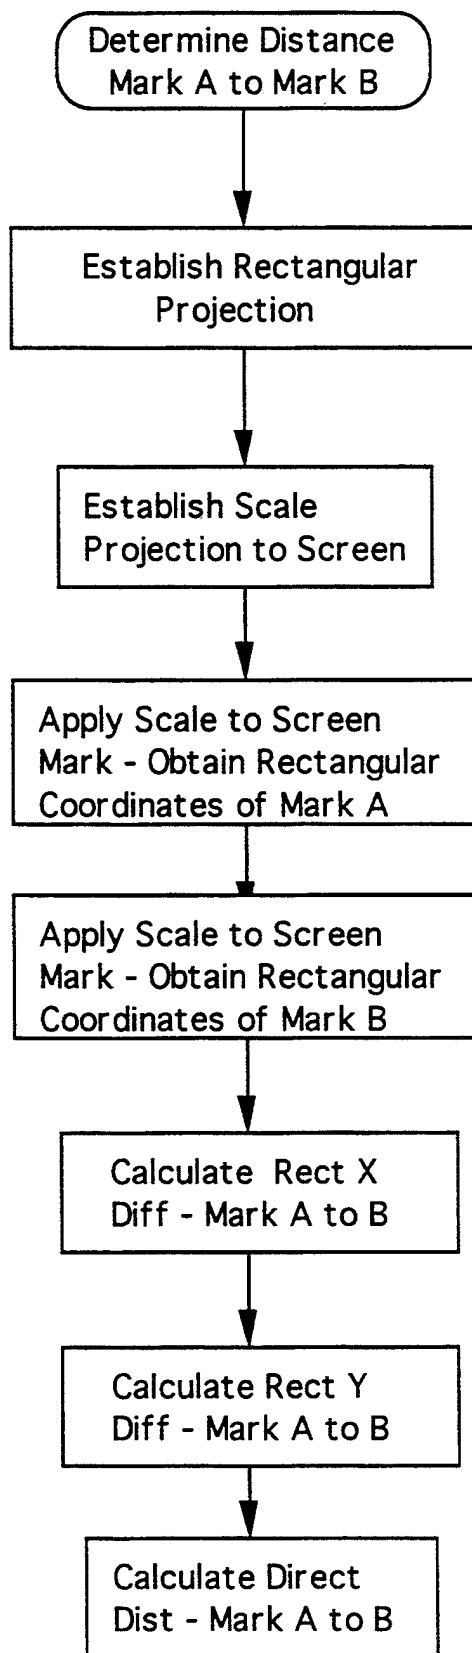 Determine Distance
Mark A to Mark B
Establish Rectangular
Projection
Establish Scale
Projection to Screen
Apply Scale to Screen
Mark - Obtain Rectangular
Coordinates of Mark A
Apply Scale to Screen
Mark - Obtain Rectangular
Coordinates of Mark B
Calculate Rect X
Diff - Mark A to B
Calculate Rect Y
Diff - Mark A to B
Calculate Direct
Dist - Mark A to B